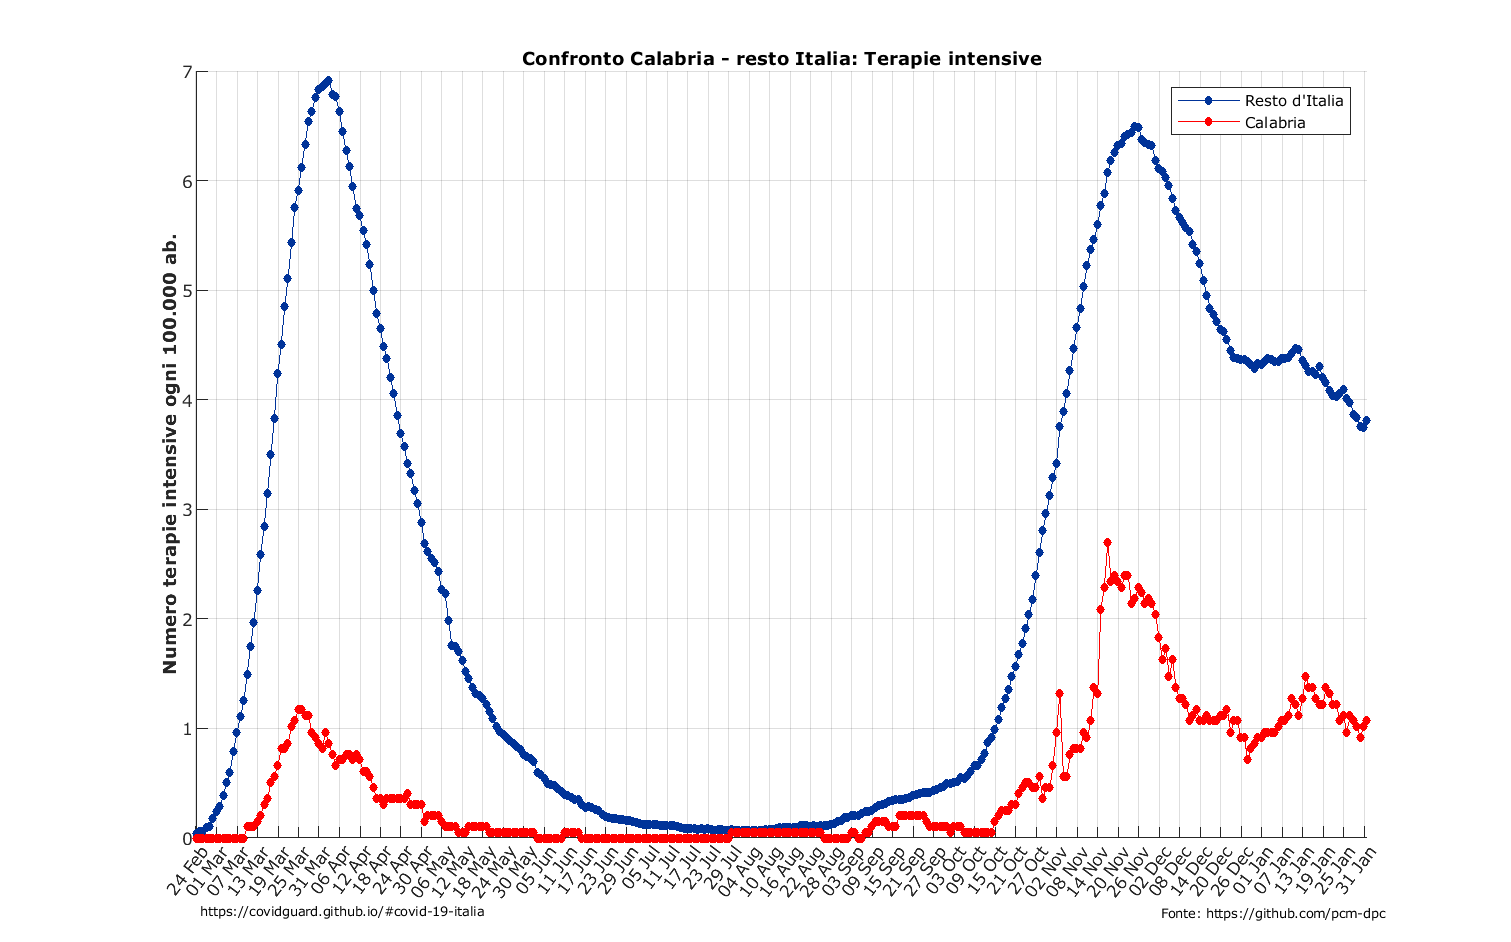 Confronto Calabria - resto Italia: Terapie intensive
Resto d'Italia
Calabria
Numero terapie intensive ogni 100.000 ab.
7
6
5
4
3
2
1
0
24 Feb
01 Mar
07 Mar
13 Mar
19 Mar
25 Mar
31 Mar
06 Apr
12 Apr
18 Apr
24 Apr
30 Apr
06 May
12 May
18 May
24 May
30 May
05 Jun
11 Jun
17 Jun
23 Jun
29 Jun
05 Jul
11 Jul
17 Jul
23 Jul
29 Jul
04 Aug
10 Aug
16 Aug
22 Aug
28 Aug
03 Sep
09 Sep
15 Sep
21 Sep
27 Sep
03 Oct
09 Oct
15 Oct
21 Oct
27 Oct
02 Nov
08 Nov
14 Nov
20 Nov
26 Nov
02 Dec
08 Dec
14 Dec
20 Dec
26 Dec
01 Jan
07 Jan
13 Jan
19 Jan
25 Jan
31 Jan
https://covidguard.github.io/#covid-19-italia
Fonte: https://github.com/pcm-dpc